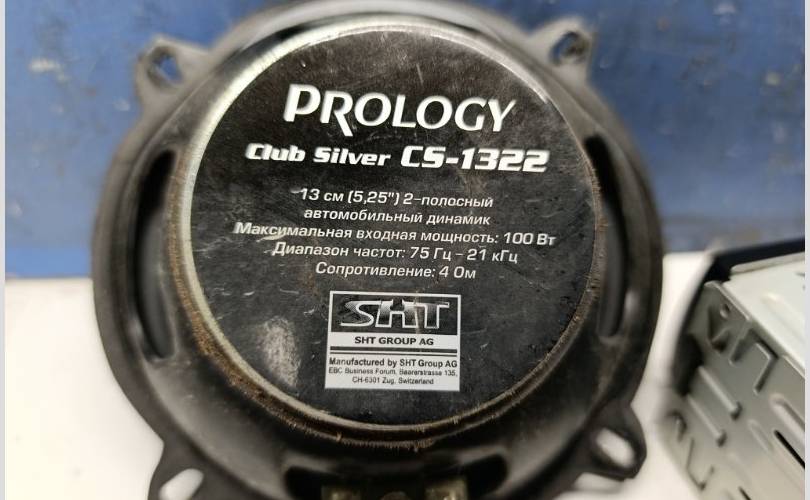 PROLOGY
Club Silver CS-1322
13 см (5,25") 2-полосный
автомобильный динамик
Максимальная входная мощность: 100 Вт
Диапазон частот: 75 Гц - 21 кГц
Сопротивление: 4 Ом
SHT
SHT GROUP AG
Manufactured by SHT Group AG
EBC Business Forum, Baarerstrasse 135,
CH-6301 Zug, Switzerland